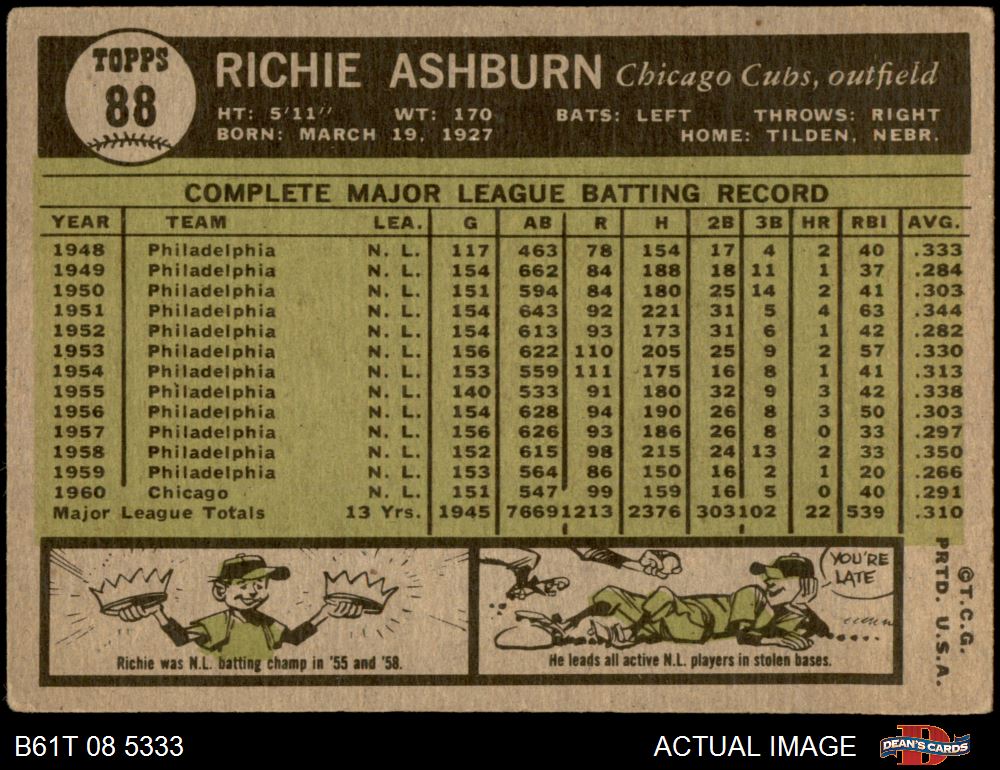 TOPPS
88
RICHIE ASHBURN Chicago Cubs, outfield
HT: 5'11" WT: 170 BATS: LEFT THROWS: RIGHT
BORN: MARCH 19, 1927 HOME: TILDEN, NEBR.
COMPLETE MAJOR LEAGUE BATTING RECORD
YEAR TEAM LEA. G AB R H 2B 3B HR RBI AVG.
1948 Philadelphia N. L. 117 463 78 154 17 4 2 40 .333
1949 Philadelphia N. L. 154 662 84 188 18 11 1 37 .284
1950 Philadelphia N. L. 151 594 84 180 25 14 2 41 .303
1951 Philadelphia N. L. 154 643 92 221 31 5 4 63 .344
1952 Philadelphia N. L. 154 613 93 173 31 6 1 42 .282
1953 Philadelphia N. L. 156 622 110 205 25 9 2 57 .330
1954 Philadelphia N. L. 153 559 111 175 16 8 1 41 .313
1955 Philadelphia N. L. 140 533 91 180 32 9 3 42 .338
1956 Philadelphia N. L. 154 628 94 190 26 8 3 50 .303
1957 Philadelphia N. L. 156 626 93 186 26 8 0 33 .297
1958 Philadelphia N. L. 152 615 98 215 24 13 2 33 .350
1959 Philadelphia N. L. 153 564 86 150 16 2 1 20 .266
1960 Chicago N. L. 151 547 99 159 16 5 0 40 .291
Major League Totals 13 Yrs. 1945 7669 1213 2376 303 102 22 539 .310
Richie was N.L. batting champ in '55 and '58.
YOU'RE
LATE
He leads all active N.L. players in stolen bases.
© T.C.G.
PRTD. U.S.A.
B61T 08 5333
ACTUAL IMAGE
D
DEAN'S CARDS